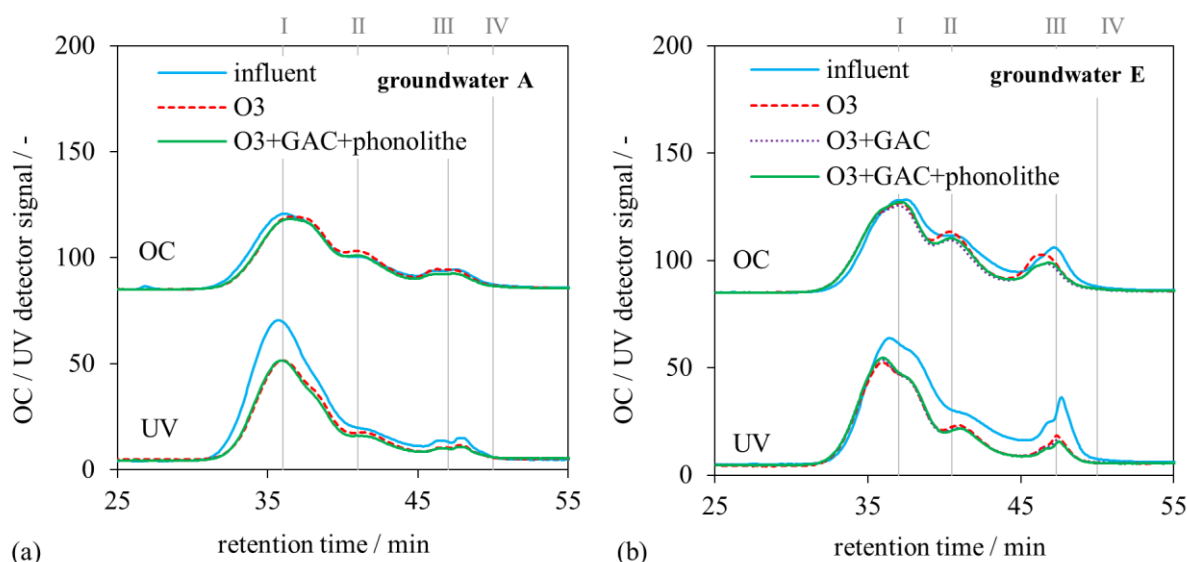 I II III IV
200
150
100
50
0
OC / UV detector signal / -
influent
groundwater A
O3
O3+GAC+phonolithe
OC
UV
25 35 45 55
retention time / min
(a)
I II III IV
200
150
100
50
0
OC / UV detector signal / -
influent
groundwater E
O3
O3+GAC
O3+GAC+phonolithe
OC
UV
25 35 45 55
retention time / min
(b)